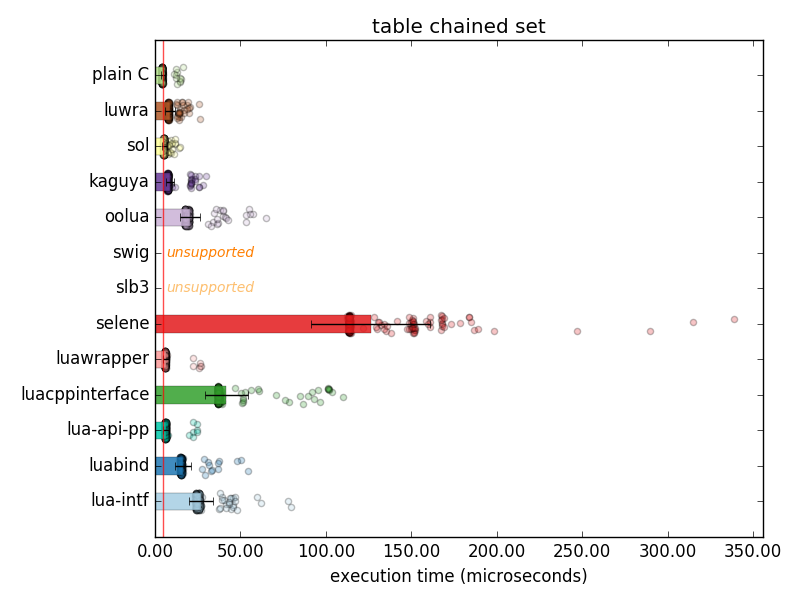 table chained set
plain C
luwra
sol
kaguya
oolua
swig unsupported
slb3 unsupported
selene
luawrapper
luacppinterface
lua-api-pp
luabind
lua-intf
0.00 50.00 100.00 150.00 200.00 250.00 300.00 350.00
execution time (microseconds)